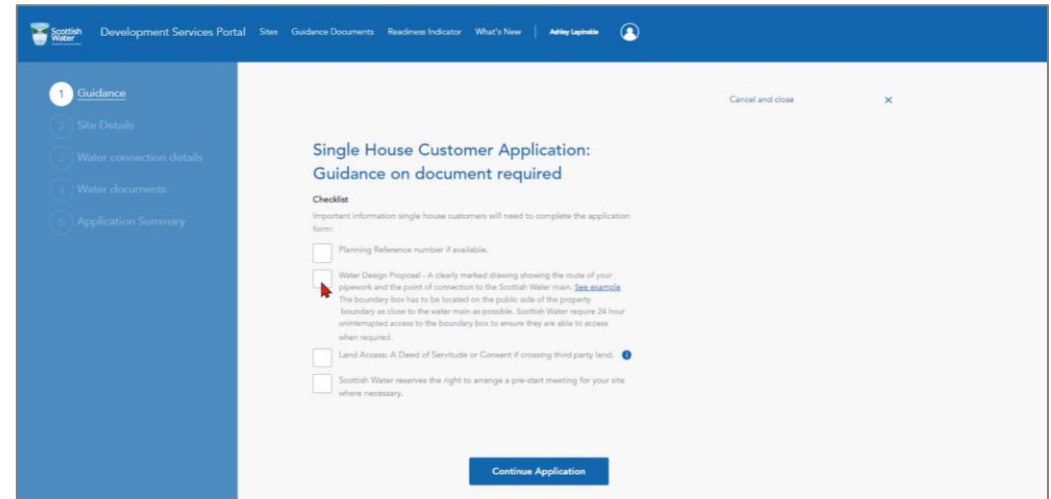 Scottish
Water
Development Services Portal
Sites
Guidance Documents
Readiness Indicator
What's New
Ashley Lapinskie
1 Guidance
2 Site Details
3 Water connection details
4 Water documents
5 Application Summary
Cancel and close
Single House Customer Application:
Guidance on document required
Checklist
Important information single house customers will need to complete the application
form:
Planning Reference number if available.
Water Design Proposal - A clearly marked drawing showing the route of your
pipework and the point of connection to the Scottish Water main. See example
The boundary box has to be located on the public side of the property
boundary as close to the water main as possible. Scottish Water require 24 hour
uninterrupted access to the boundary box to ensure they are able to access
when required.
Land Access: A Deed of Servitude or Consent if crossing third party land.
Scottish Water reserves the right to arrange a pre-start meeting for your site
where necessary.
Continue Application